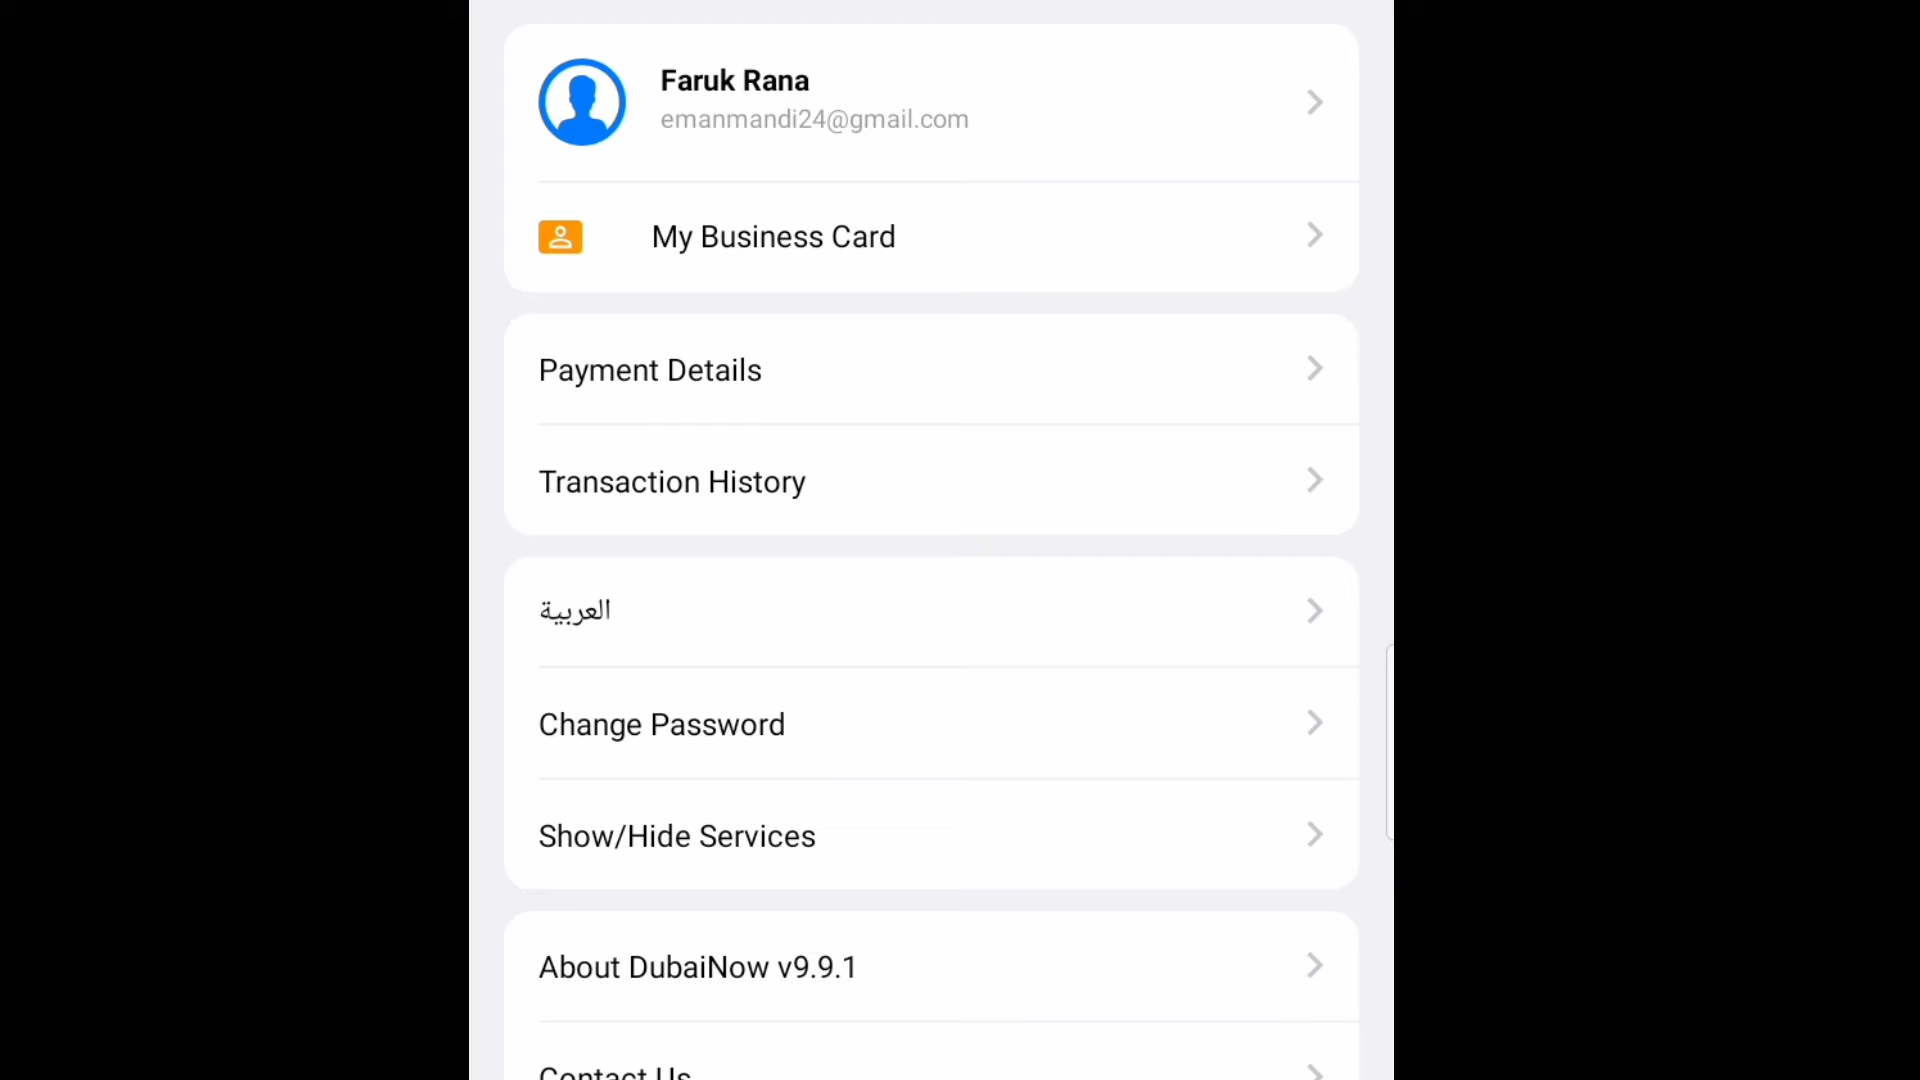 Faruk Rana
emanmandi24@gmail.com
My Business Card
Payment Details
Transaction History
العربية
Change Password
Show/Hide Services
About DubaiNow v9.9.1
Contact Us